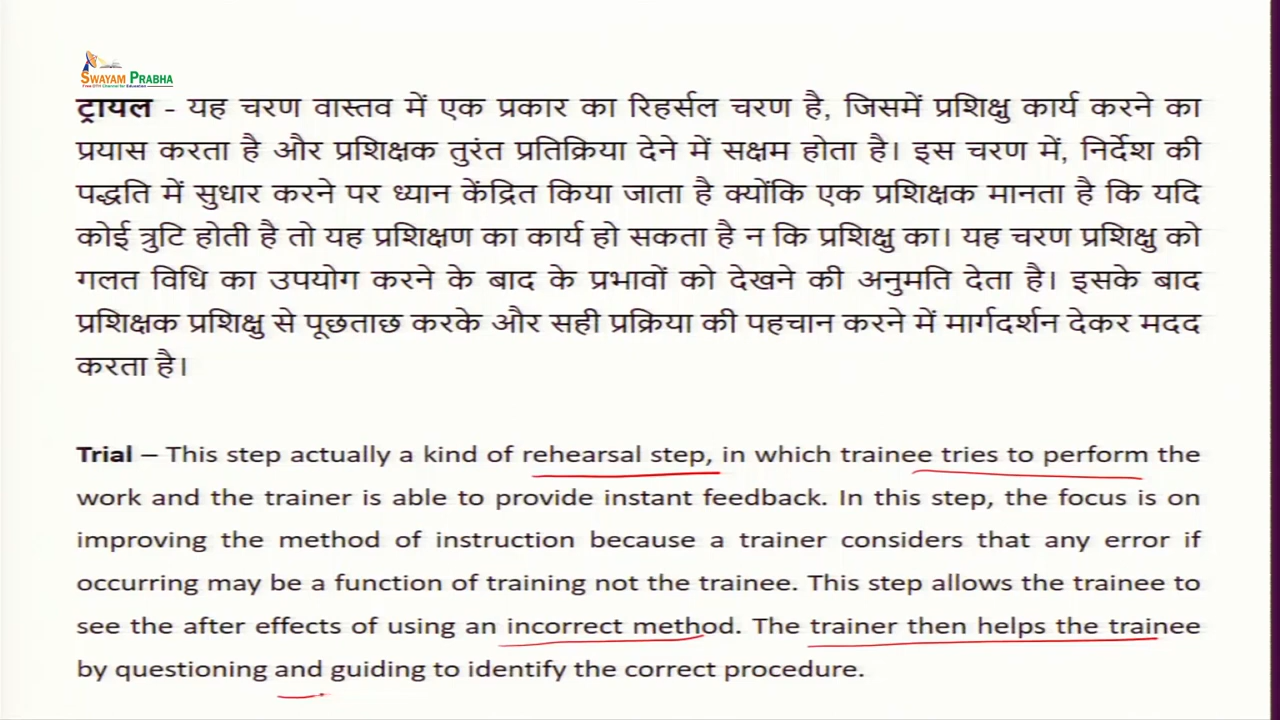 SWAYAM PRABHA
Free DTH Channel for Education
ट्रायल - यह चरण वास्तव में एक प्रकार का रिहर्सल चरण है, जिसमें प्रशिक्षु कार्य करने का
प्रयास करता है और प्रशिक्षक तुरंत प्रतिक्रिया देने में सक्षम होता है। इस चरण में, निर्देश की
पद्धति में सुधार करने पर ध्यान केंद्रित किया जाता है क्योंकि एक प्रशिक्षक मानता है कि यदि
कोई त्रुटि होती है तो यह प्रशिक्षण का कार्य हो सकता है न कि प्रशिक्षु का। यह चरण प्रशिक्षु को
गलत विधि का उपयोग करने के बाद के प्रभावों को देखने की अनुमति देता है। इसके बाद
प्रशिक्षक प्रशिक्षु से पूछताछ करके और सही प्रक्रिया की पहचान करने में मार्गदर्शन देकर मदद
करता है।
Trial – This step actually a kind of rehearsal step, in which trainee tries to perform the
work and the trainer is able to provide instant feedback. In this step, the focus is on
improving the method of instruction because a trainer considers that any error if
occurring may be a function of training not the trainee. This step allows the trainee to
see the after effects of using an incorrect method. The trainer then helps the trainee
by questioning and guiding to identify the correct procedure.